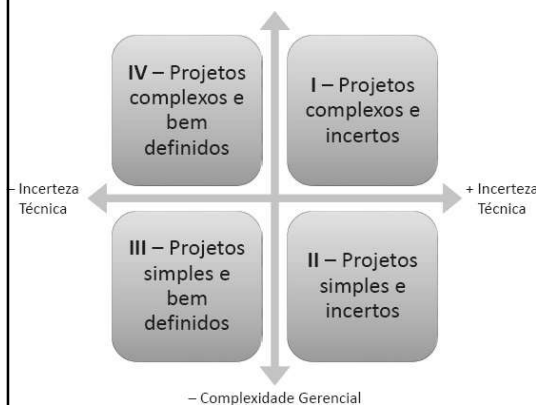 IV – Projetos
complexos e
bem
definidos
I – Projetos
complexos e
incertos
– Incerteza
Técnica
+ Incerteza
Técnica
III – Projetos
simples e
bem
definidos
II – Projetos
simples e
incertos
– Complexidade Gerencial